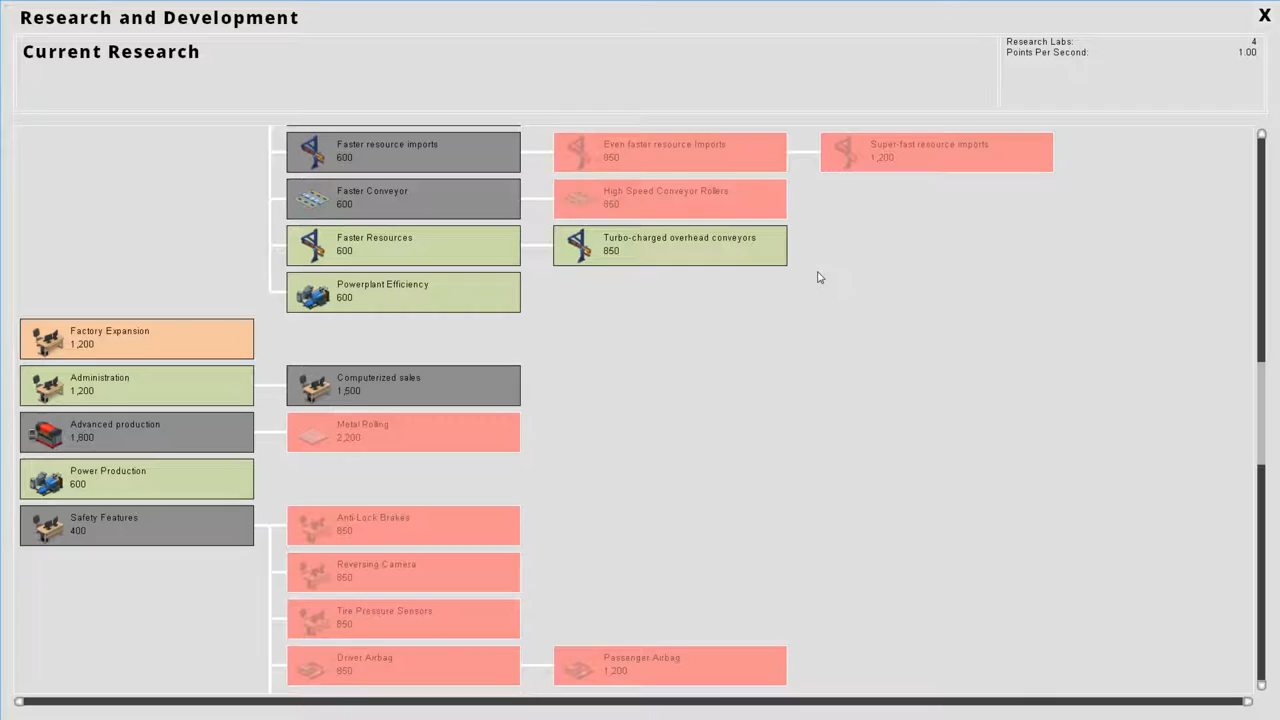 Research and Development
X
Current Research
Research Labs: 4
Points Per Second: 1.00
Faster resource imports
600
Even faster resource Imports
850
Super-fast resource imports
1,200
Faster Conveyor
600
High Speed Conveyor Rollers
850
Faster Resources
600
Turbo-charged overhead conveyors
850
Powerplant Efficiency
600
Factory Expansion
1,200
Administration
1,200
Computerized sales
1,500
Advanced production
1,800
Metal Rolling
2,200
Power Production
600
Safety Features
400
Anti Lock Brakes
850
Reversing Camera
850
Tire Pressure Sensors
850
Driver Airbag
850
Passenger Airbag
1,200